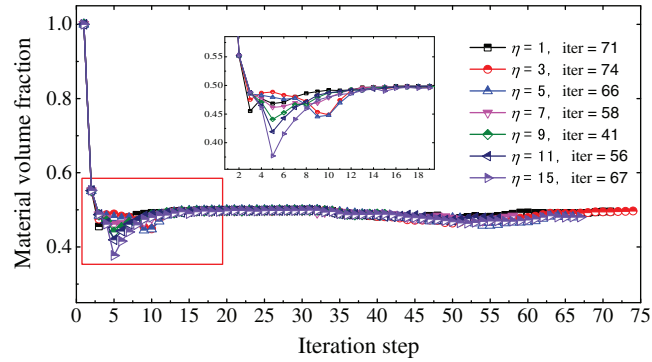 Material volume fraction
1.0
0.8
0.6
0.4
0 5 10 15 20 25 30 35 40 45 50 55 60 65 70 75
Iteration step
0.55
0.50
0.45
0.40
2 4 6 8 10 12 14 16 18
η = 1, iter = 71
η = 3, iter = 74
η = 5, iter = 66
η = 7, iter = 58
η = 9, iter = 41
η = 11, iter = 56
η = 15, iter = 67